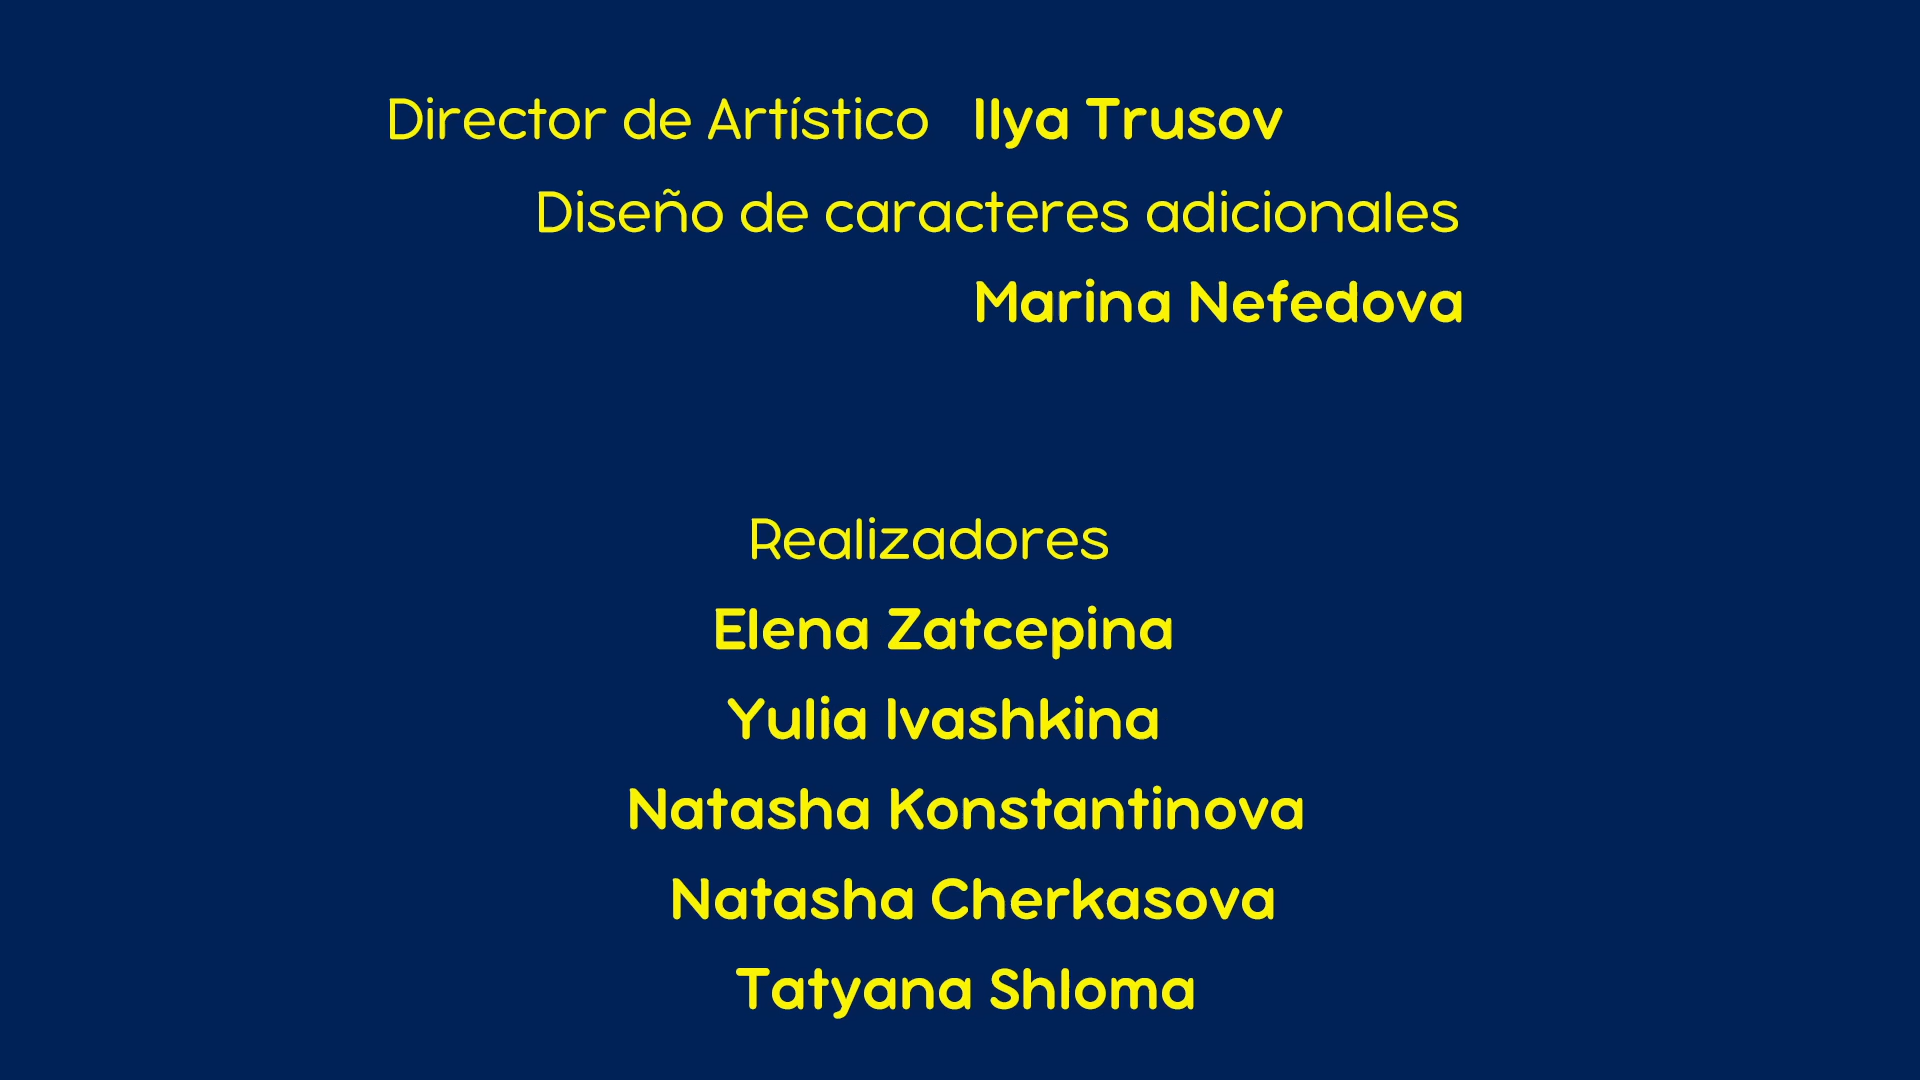 Director de Artístico Ilya Trusov
Diseño de caracteres adicionales
Marina Nefedova
Realizadores
Elena Zatcepina
Yulia Ivashkina
Natasha Konstantinova
Natasha Cherkasova
Tatyana Shloma